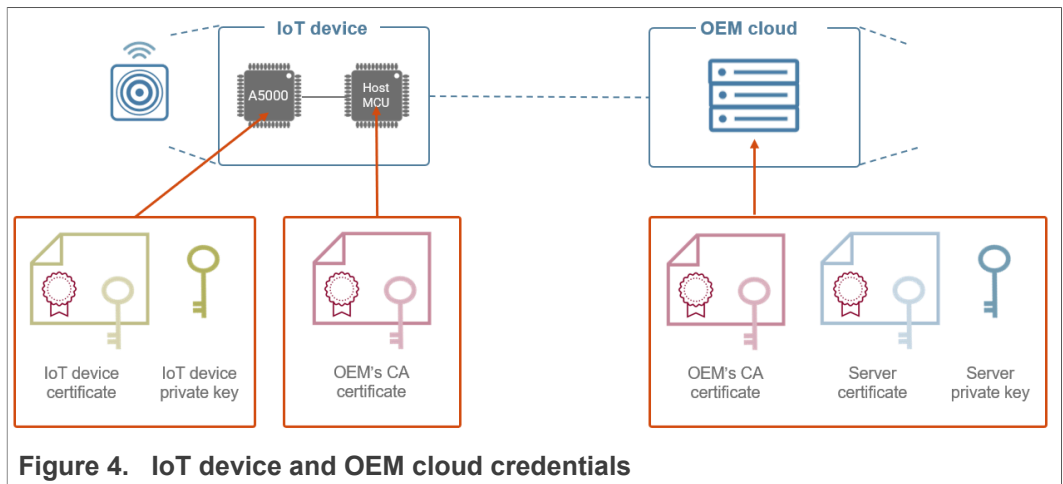 IoT device
OEM cloud
A5000
Host
MCU
IoT device
certificate
IoT device
private key
OEM's CA
certificate
OEM's CA
certificate
Server
certificate
Server
private key
Figure 4. IoT device and OEM cloud credentials